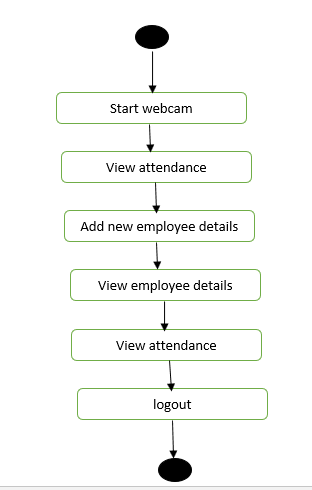 Start webcam
View attendance
Add new employee details
View employee details
View attendance
logout